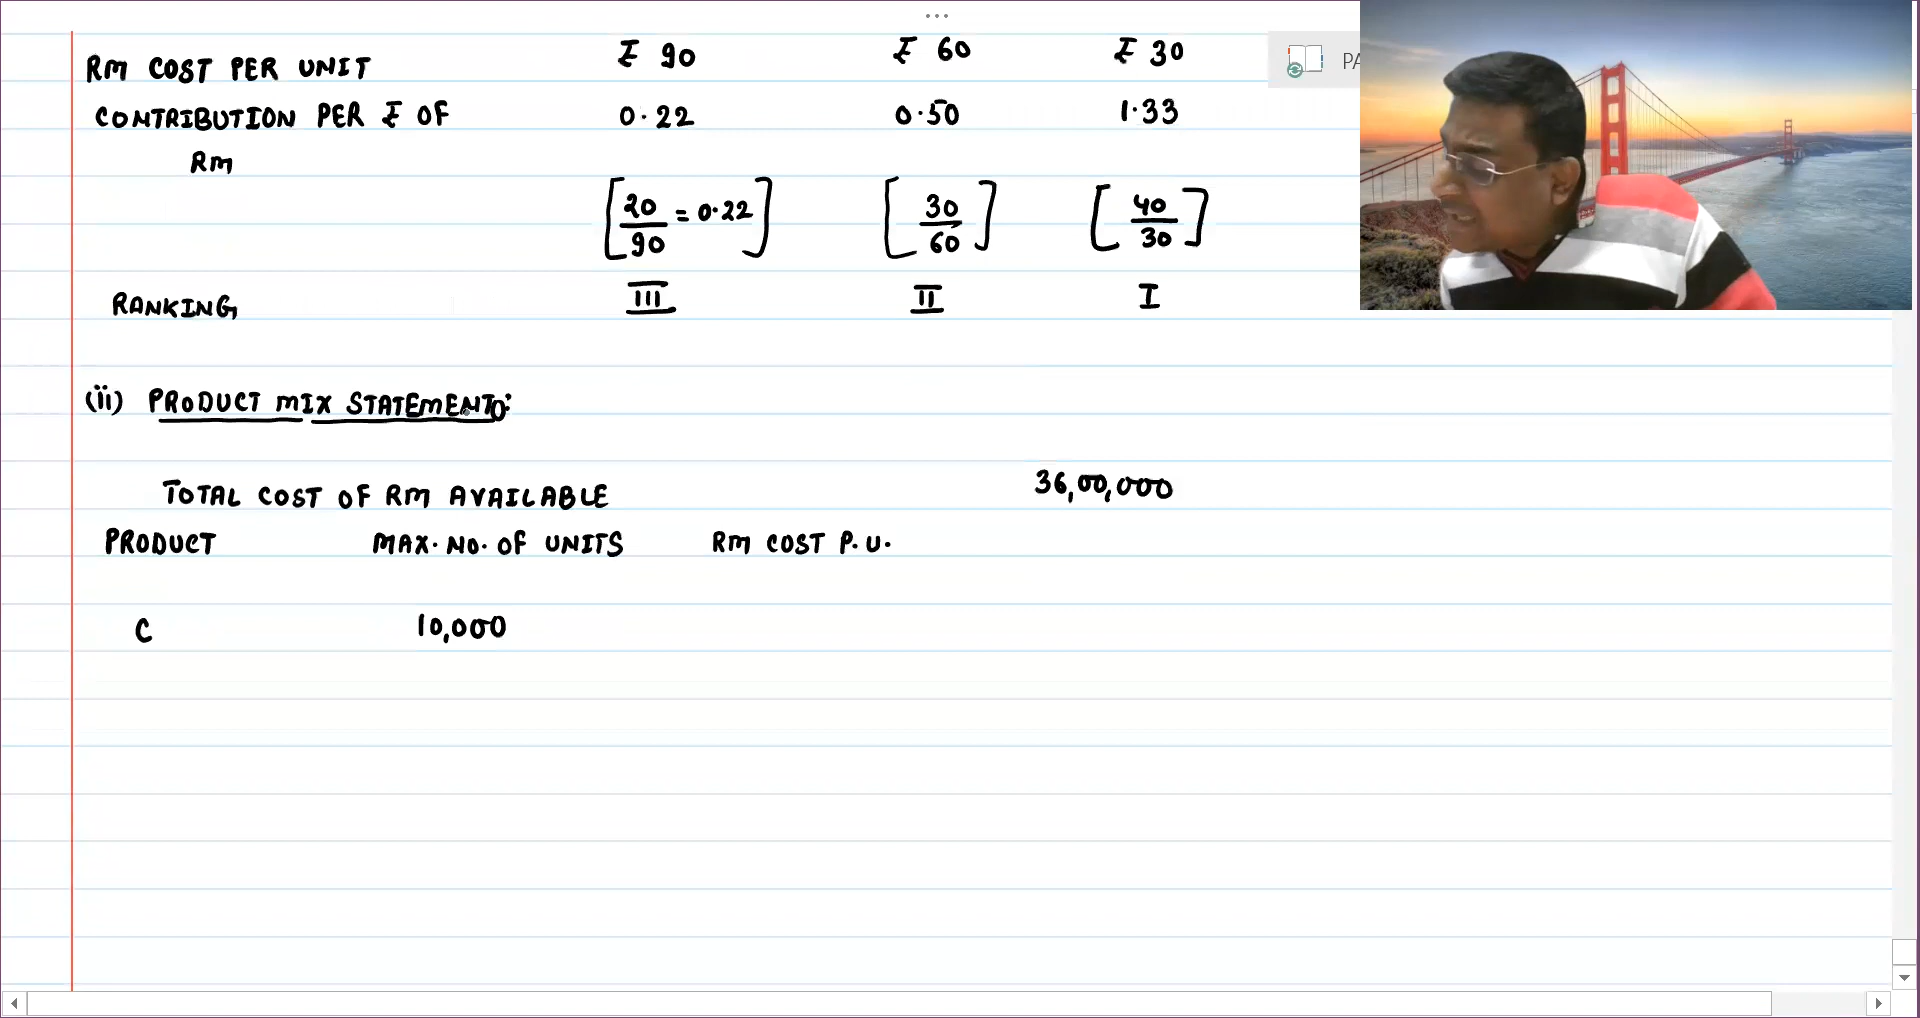 RM COST PER UNIT ₹ 90 ₹ 60 ₹ 30
PA
CONTRIBUTION PER ₹ OF 0.22 0.50 1.33
RM
[20/90 = 0.22] [30/60] [40/30]
RANKING III II I
(ii) PRODUCT MIX STATEMENT:
TOTAL COST OF RM AVAILABLE 36,00,000
PRODUCT MAX. NO. OF UNITS RM COST P.U.
C 10,000